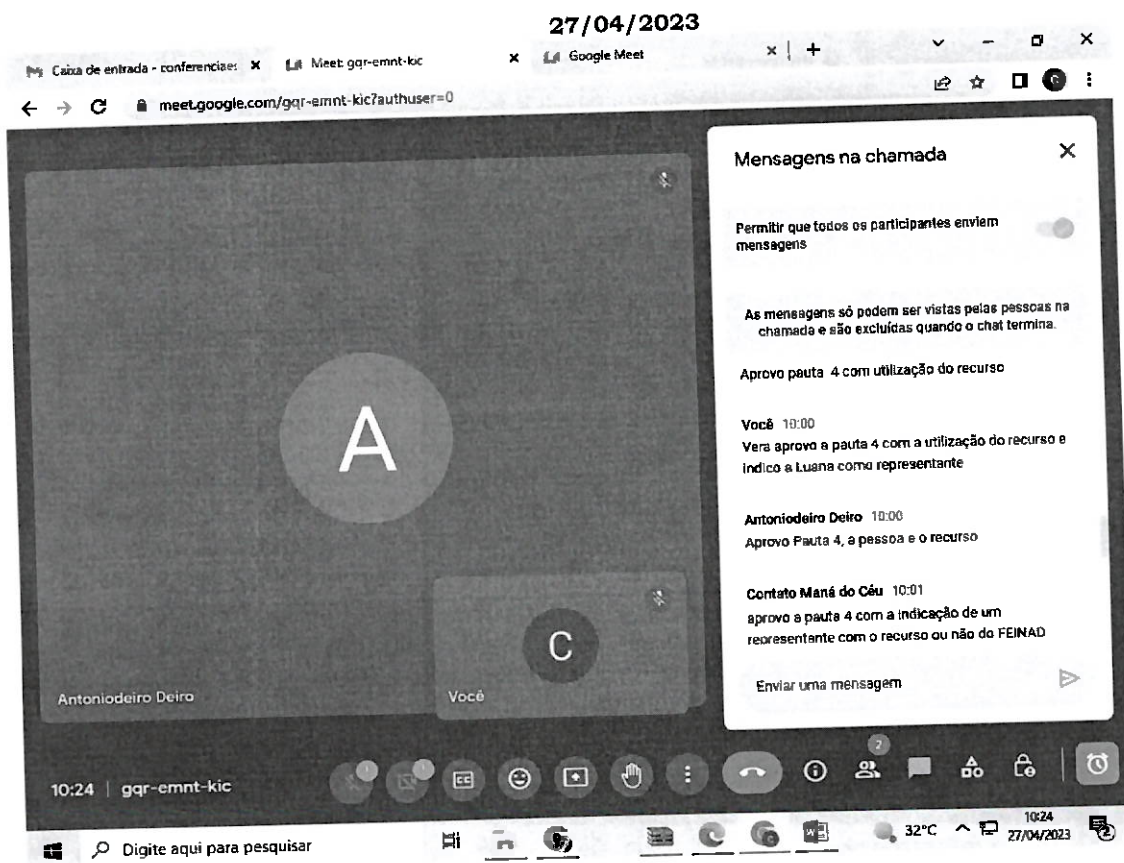 27/04/2023
Caixa de entrada - conferenciaes
Meet: gqr-emnt-kic
Google Meet
meet.google.com/gqr-emnt-kic?authuser=0
Mensagens na chamada
Permitir que todos os participantes enviem
mensagens
As mensagens só podem ser vistas pelas pessoas na
chamada e são excluídas quando o chat termina.
Aprovo pauta 4 com utilização do recurso
Você 10:00
Vera aprovo a pauta 4 com a utilização do recurso e
indico a Luana como representante
Antoniodeiro Deiro 10:00
Aprovo Pauta 4, a pessoa e o recurso
Contato Maná do Céu 10:01
aprovo a pauta 4 com a indicação de um
representante com o recurso ou não do FEINAD
Enviar uma mensagem
A
C
Antoniodeiro Deiro
Você
10:24 | gqr-emnt-kic
2
Digite aqui para pesquisar
32°C
10:24
27/04/2023
2